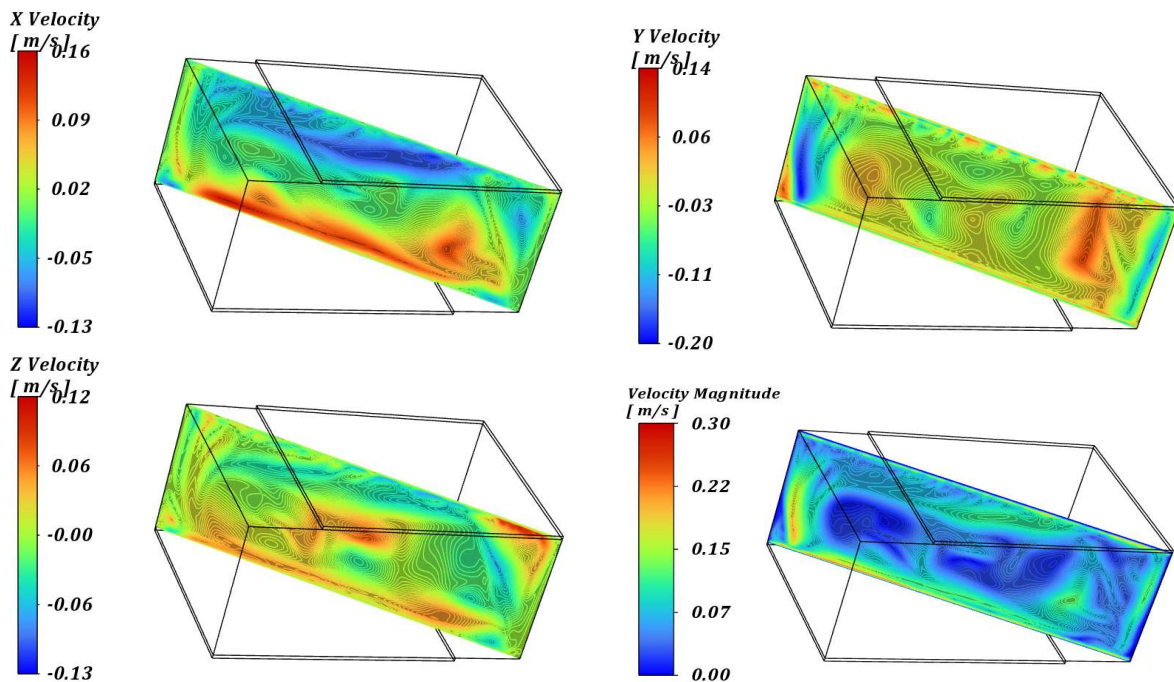 X Velocity
[ m/s ]
0.16
0.09
0.02
-0.05
-0.13
Y Velocity
[ m/s ]
0.14
0.06
-0.03
-0.11
-0.20
Z Velocity
[ m/s ]
0.12
0.06
-0.00
-0.06
-0.13
Velocity Magnitude
[ m/s ]
0.30
0.22
0.15
0.07
0.00